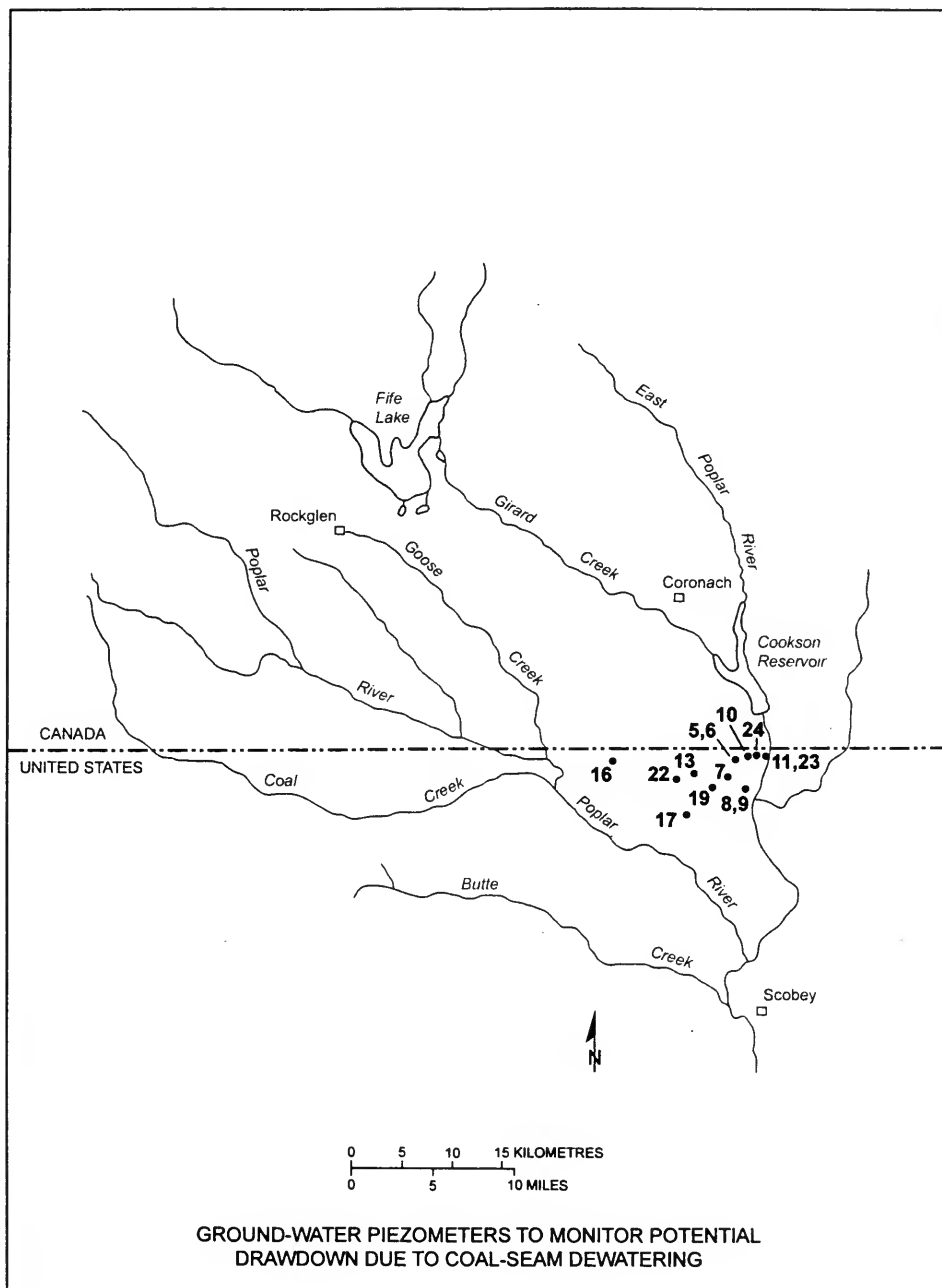 Fife
Lake
East
Poplar
River
Rockglen
Goose
Creek
Girard
Creek
Coronach
Poplar
River
Cookson
Reservoir
CANADA
UNITED STATES
10
24
5,6
11,23
16
13
22
7
19
8,9
17
Coal
Creek
Poplar
River
Butte
Creek
Scobey
N
0 5 10 15 KILOMETRES
0 5 10 MILES
GROUND-WATER PIEZOMETERS TO MONITOR POTENTIAL
DRAWDOWN DUE TO COAL-SEAM DEWATERING